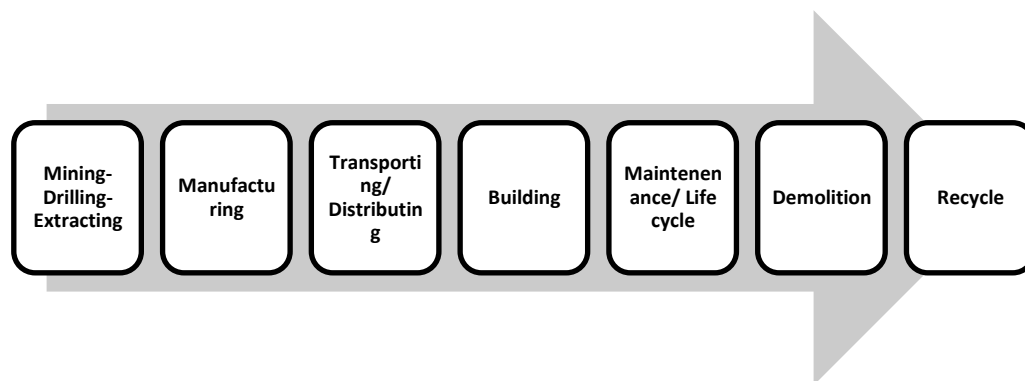 Mining-
Drilling-
Extracting
Manufactu
ring
Transporti
ng/
Distributin
g
Building
Maintenen
ance/ Life
cycle
Demolition
Recycle